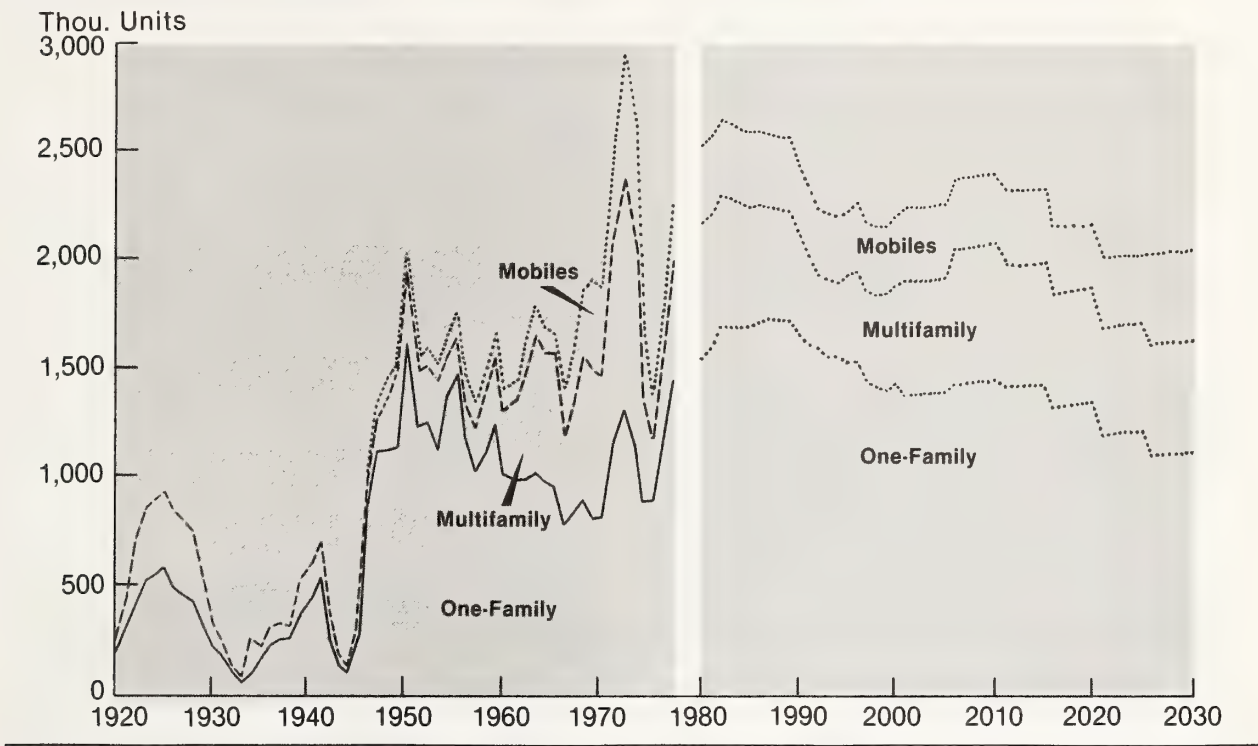 Thou. Units
3,000
2,500
2,000
1,500
1,000
500
0
Mobiles
Multifamily
One-Family
Mobiles
Multifamily
One-Family
1920 1930 1940 1950 1960 1970 1980 1990 2000 2010 2020 2030